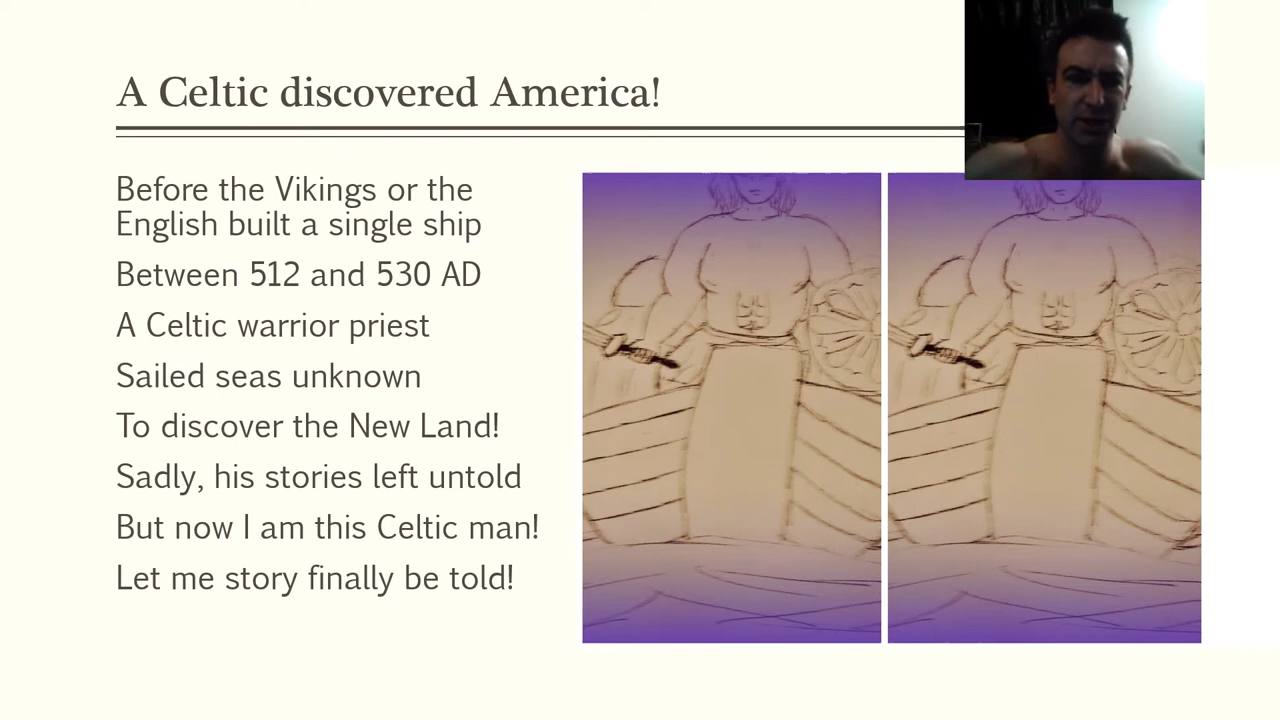 A Celtic discovered America!
Before the Vikings or the
English built a single ship
Between 512 and 530 AD
A Celtic warrior priest
Sailed seas unknown
To discover the New Land!
Sadly, his stories left untold
But now I am this Celtic man!
Let me story finally be told!